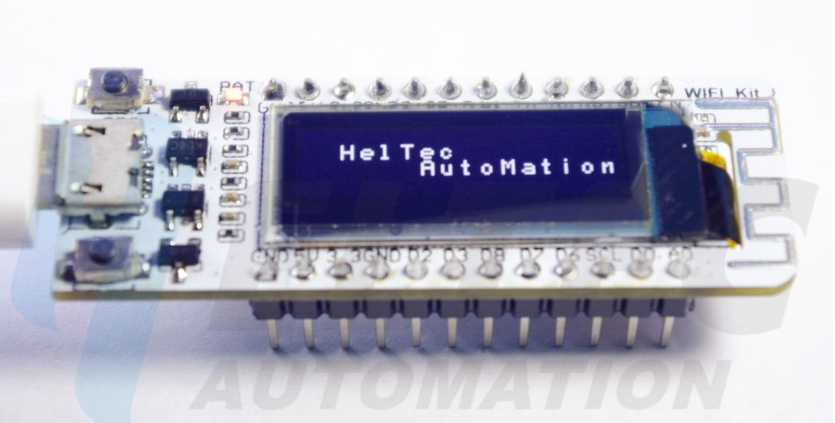 BAT
WIFI Kit
HelTec
AutoMation
GND 5V 3.3 GND D2 D3 D8 D7 D6 SCL D0 A0
AUTOMATION